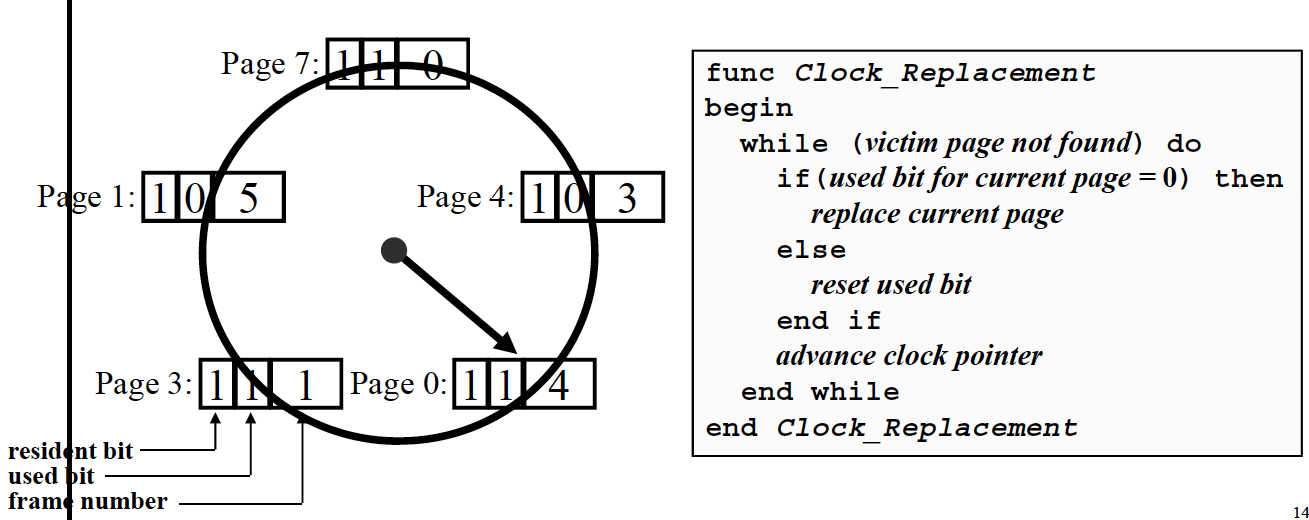 Page 7: 1 1 0
Page 1: 1 0 5
Page 4: 1 0 3
Page 3: 1 1 1
Page 0: 1 1 4
resident bit
used bit
frame number
func Clock_Replacement
begin
while (victim page not found) do
if(used bit for current page = 0) then
replace current page
else
reset used bit
end if
advance clock pointer
end while
end Clock_Replacement
14